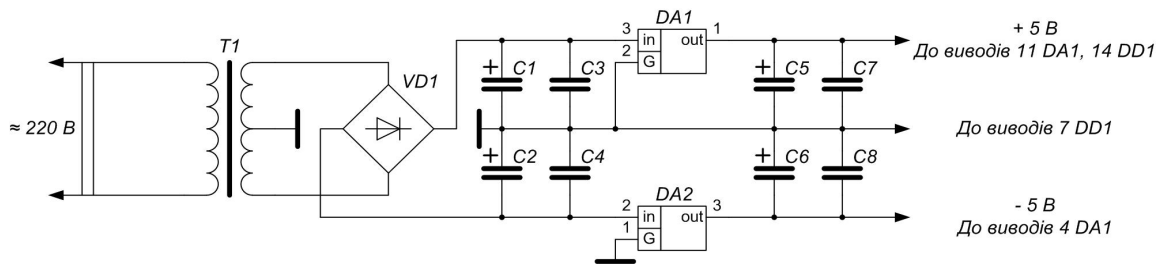 DA1
T1
3
in
out
1
+ 5 В
До виводів 11 DA1, 14 DD1
2
G
+
C1
C3
+
C5
C7
VD1
≈ 220 В
До виводів 7 DD1
+
C2
C4
+
C6
C8
DA2
2
in
out
3
- 5 В
До виводів 4 DA1
1
G